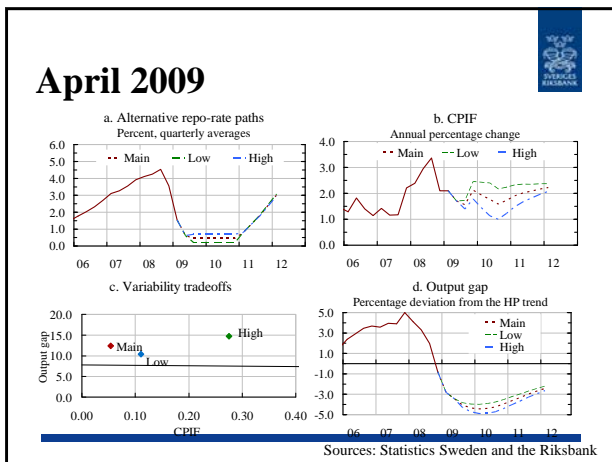 SVERIGES
RIKSBANK
April 2009
a. Alternative repo-rate paths
Percent, quarterly averages
6.0
5.0
4.0
3.0
2.0
1.0
0.0
Main Low High
06 07 08 09 10 11 12
b. CPIF
Annual percentage change
4.0
3.0
2.0
1.0
0.0
Main Low High
06 07 08 09 10 11 12
c. Variability tradeoffs
Output gap
20.0
15.0
10.0
5.0
0.0
Main
Low
High
0.00 0.10 0.20 0.30 0.40
CPIF
d. Output gap
Percentage deviation from the HP trend
5.0
3.0
1.0
-1.0
-3.0
-5.0
Main
Low
High
06 07 08 09 10 11 12
Sources: Statistics Sweden and the Riksbank